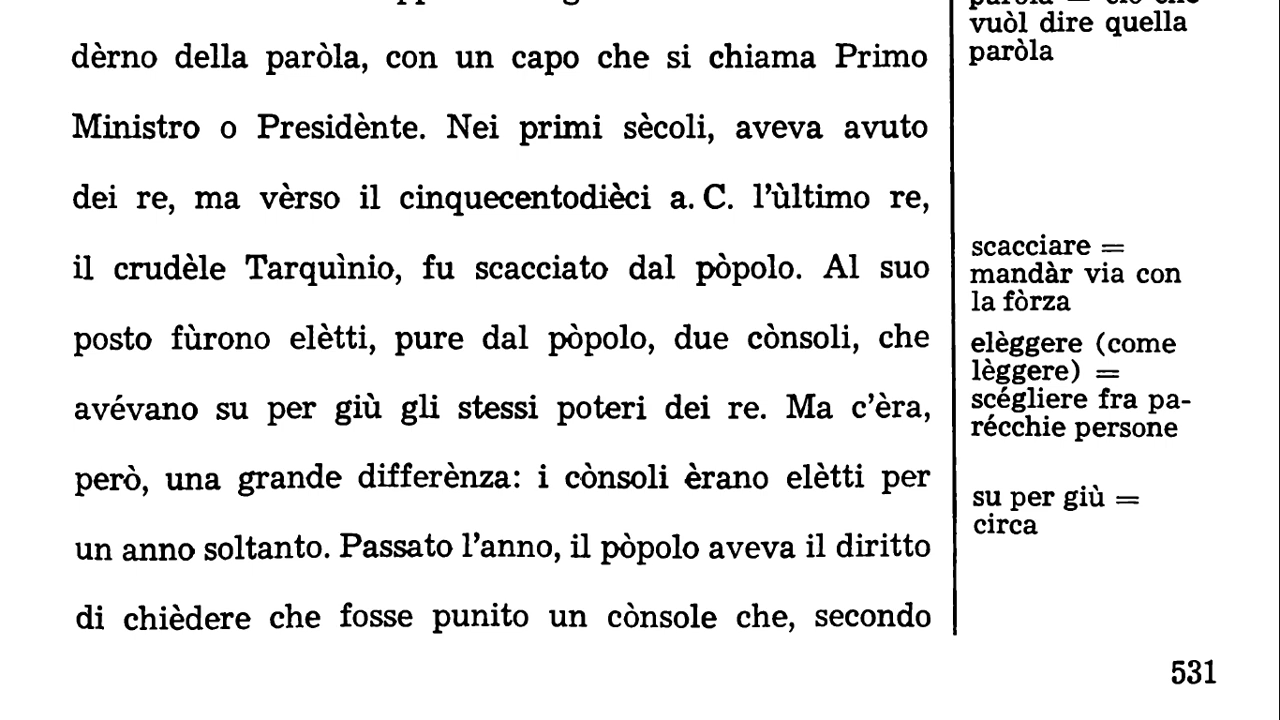 dèrno della paròla, con un capo che si chiama Primo
Ministro o Presidènte. Nei primi sècoli, aveva avuto
dei re, ma vèrso il cinquecentodièci a. C. l'ùltimo re,
il crudèle Tarquìnio, fu scacciato dal pòpolo. Al suo
posto fùrono elètti, pure dal pòpolo, due cònsoli, che
avévano su per giù gli stessi poteri dei re. Ma c'èra,
però, una grande differènza: i cònsoli èrano elètti per
un anno soltanto. Passato l'anno, il pòpolo aveva il diritto
di chièdere che fosse punito un cònsole che, secondo
vuòl dire quella
paròla
scacciare =
mandàr via con
la fòrza
elèggere (come
lèggere) =
scégliere fra pa-
récchie persone
su per giù =
circa
531